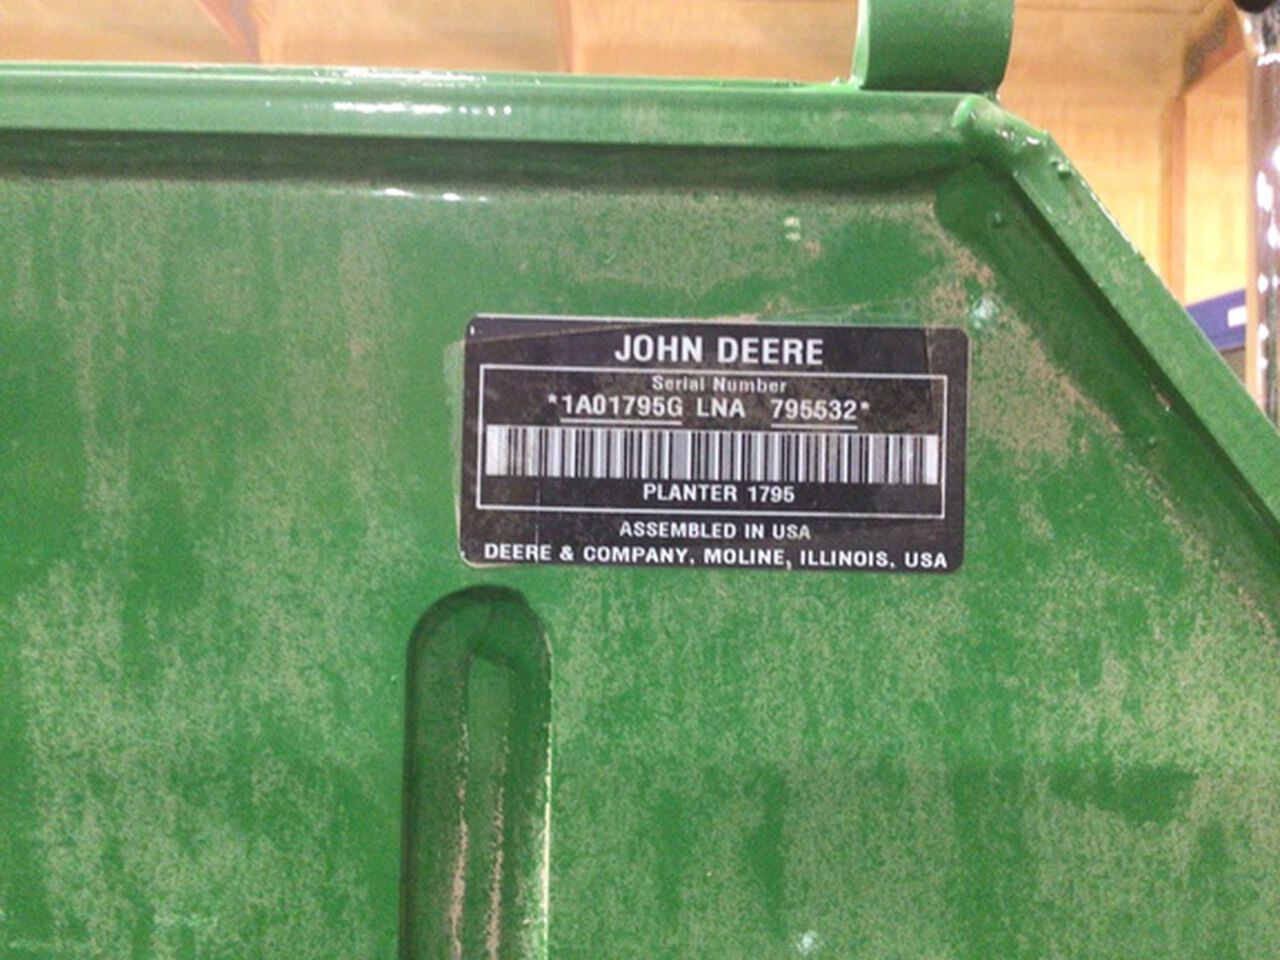 JOHN DEERE
Serial Number
*1A01795G LNA 795532*
PLANTER 1795
ASSEMBLED IN USA
DEERE & COMPANY, MOLINE, ILLINOIS, USA